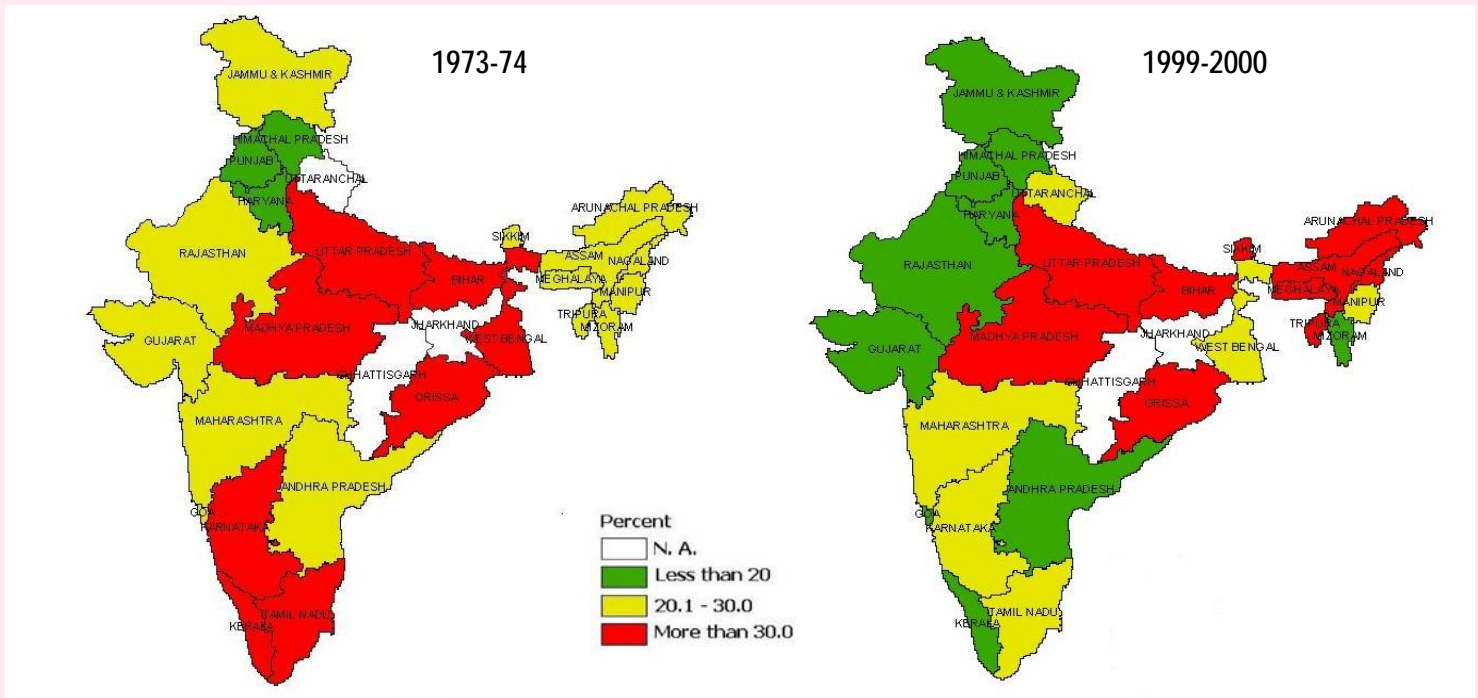 1973-74
JAMMU & KASHMIR
HIMACHAL PRADESH
PUNJAB
UTTARANCHAL
HARYANA
ARUNACHAL PRADESH
SIKKIM
RAJASTHAN
UTTAR PRADESH
ASSAM
NAGALAND
BIHAR
MEGHALAYA
MANIPUR
TRIPURA
MIZORAM
JHARKHAND
MADHYA PRADESH
WEST BENGAL
GUJARAT
CHHATTISGARH
ORISSA
MAHARASHTRA
ANDHRA PRADESH
GOA
KARNATAKA
TAMIL NADU
KERALA
1999-2000
JAMMU & KASHMIR
HIMACHAL PRADESH
PUNJAB
UTTARANCHAL
HARYANA
ARUNACHAL PRADESH
SIKKIM
RAJASTHAN
UTTAR PRADESH
ASSAM
NAGALAND
BIHAR
MEGHALAYA
MANIPUR
TRIPURA
MIZORAM
JHARKHAND
MADHYA PRADESH
WEST BENGAL
GUJARAT
CHHATTISGARH
ORISSA
MAHARASHTRA
ANDHRA PRADESH
GOA
KARNATAKA
TAMIL NADU
KERALA
Percent
N. A.
Less than 20
20.1 - 30.0
More than 30.0